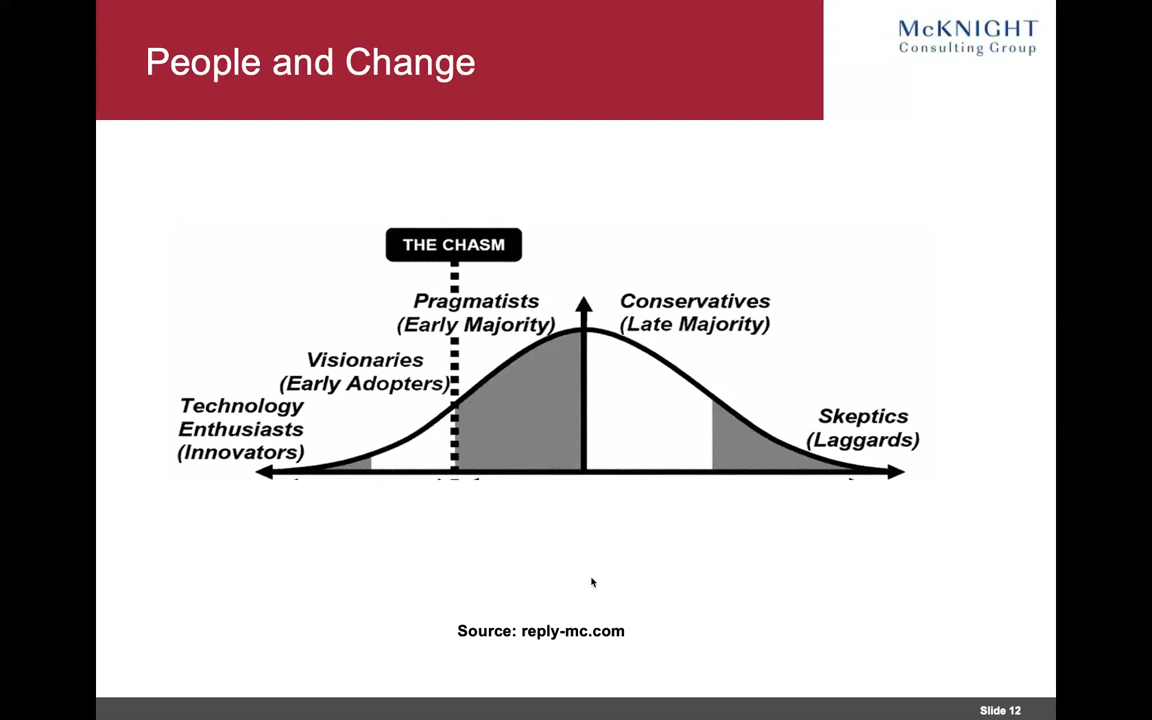 People and Change
McKNIGHT
Consulting Group
THE CHASM
Pragmatists
(Early Majority)
Conservatives
(Late Majority)
Visionaries
(Early Adopters)
Technology
Enthusiasts
(Innovators)
Skeptics
(Laggards)
Source: reply-mc.com
Slide 12